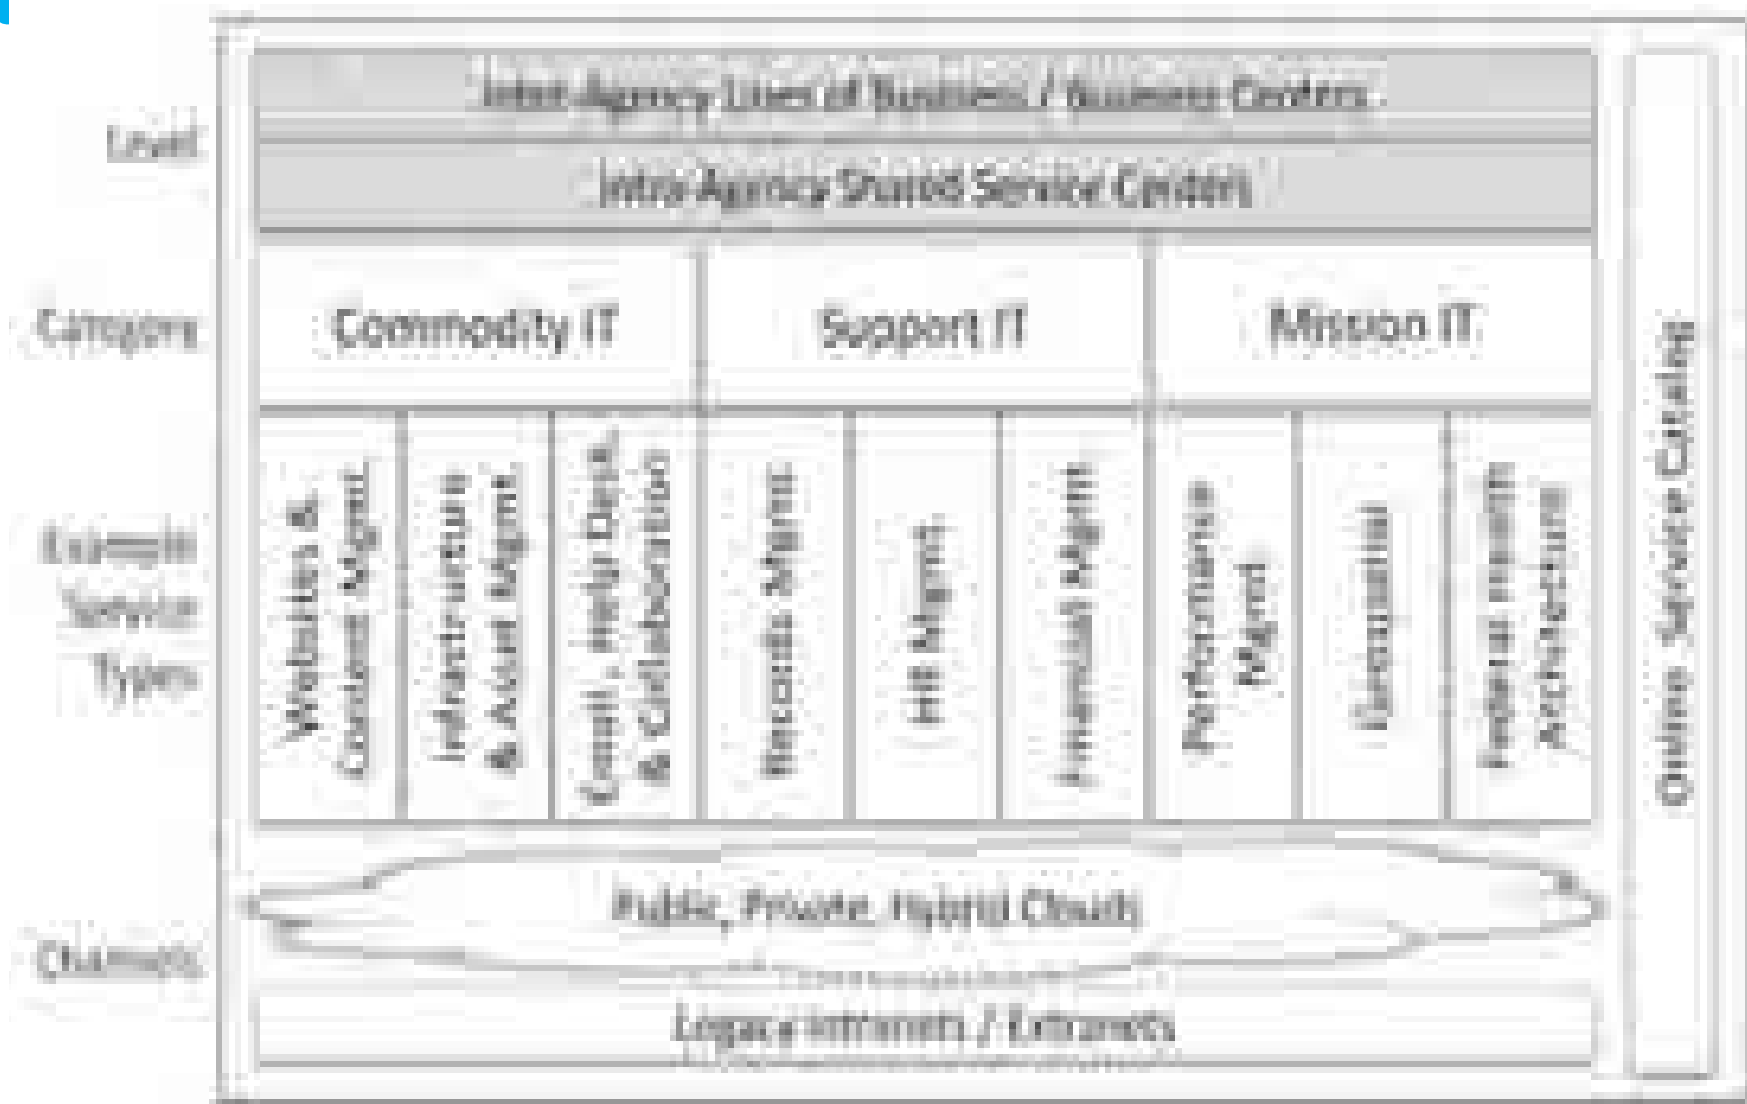 Inter-Agency Lines of Business / Business Centers
Level
Intra-Agency Shared Service Centers
Category
Commodity IT
Support IT
Mission IT
Example
Service
Types
Websites &
Content Mgmt
Infrastructure
& Asset Mgmt
Email, Help Desk,
& Collaboration
Records Mgmt
HR Mgmt
Financial Mgmt
Performance
Mgmt
Geospatial
Federal Health
Architecture
Public, Private, Hybrid Clouds
Channels
Legacy Intranets / Extranets
Online Service Catalog